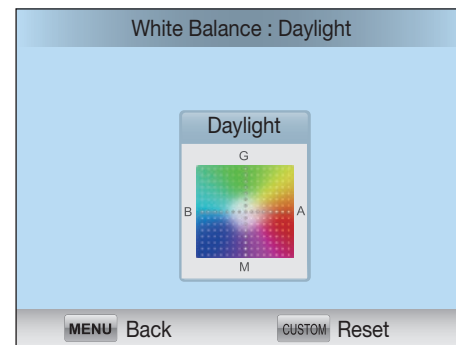 White Balance : Daylight
Daylight
G
B A
M
MENU Back CUSTOM Reset